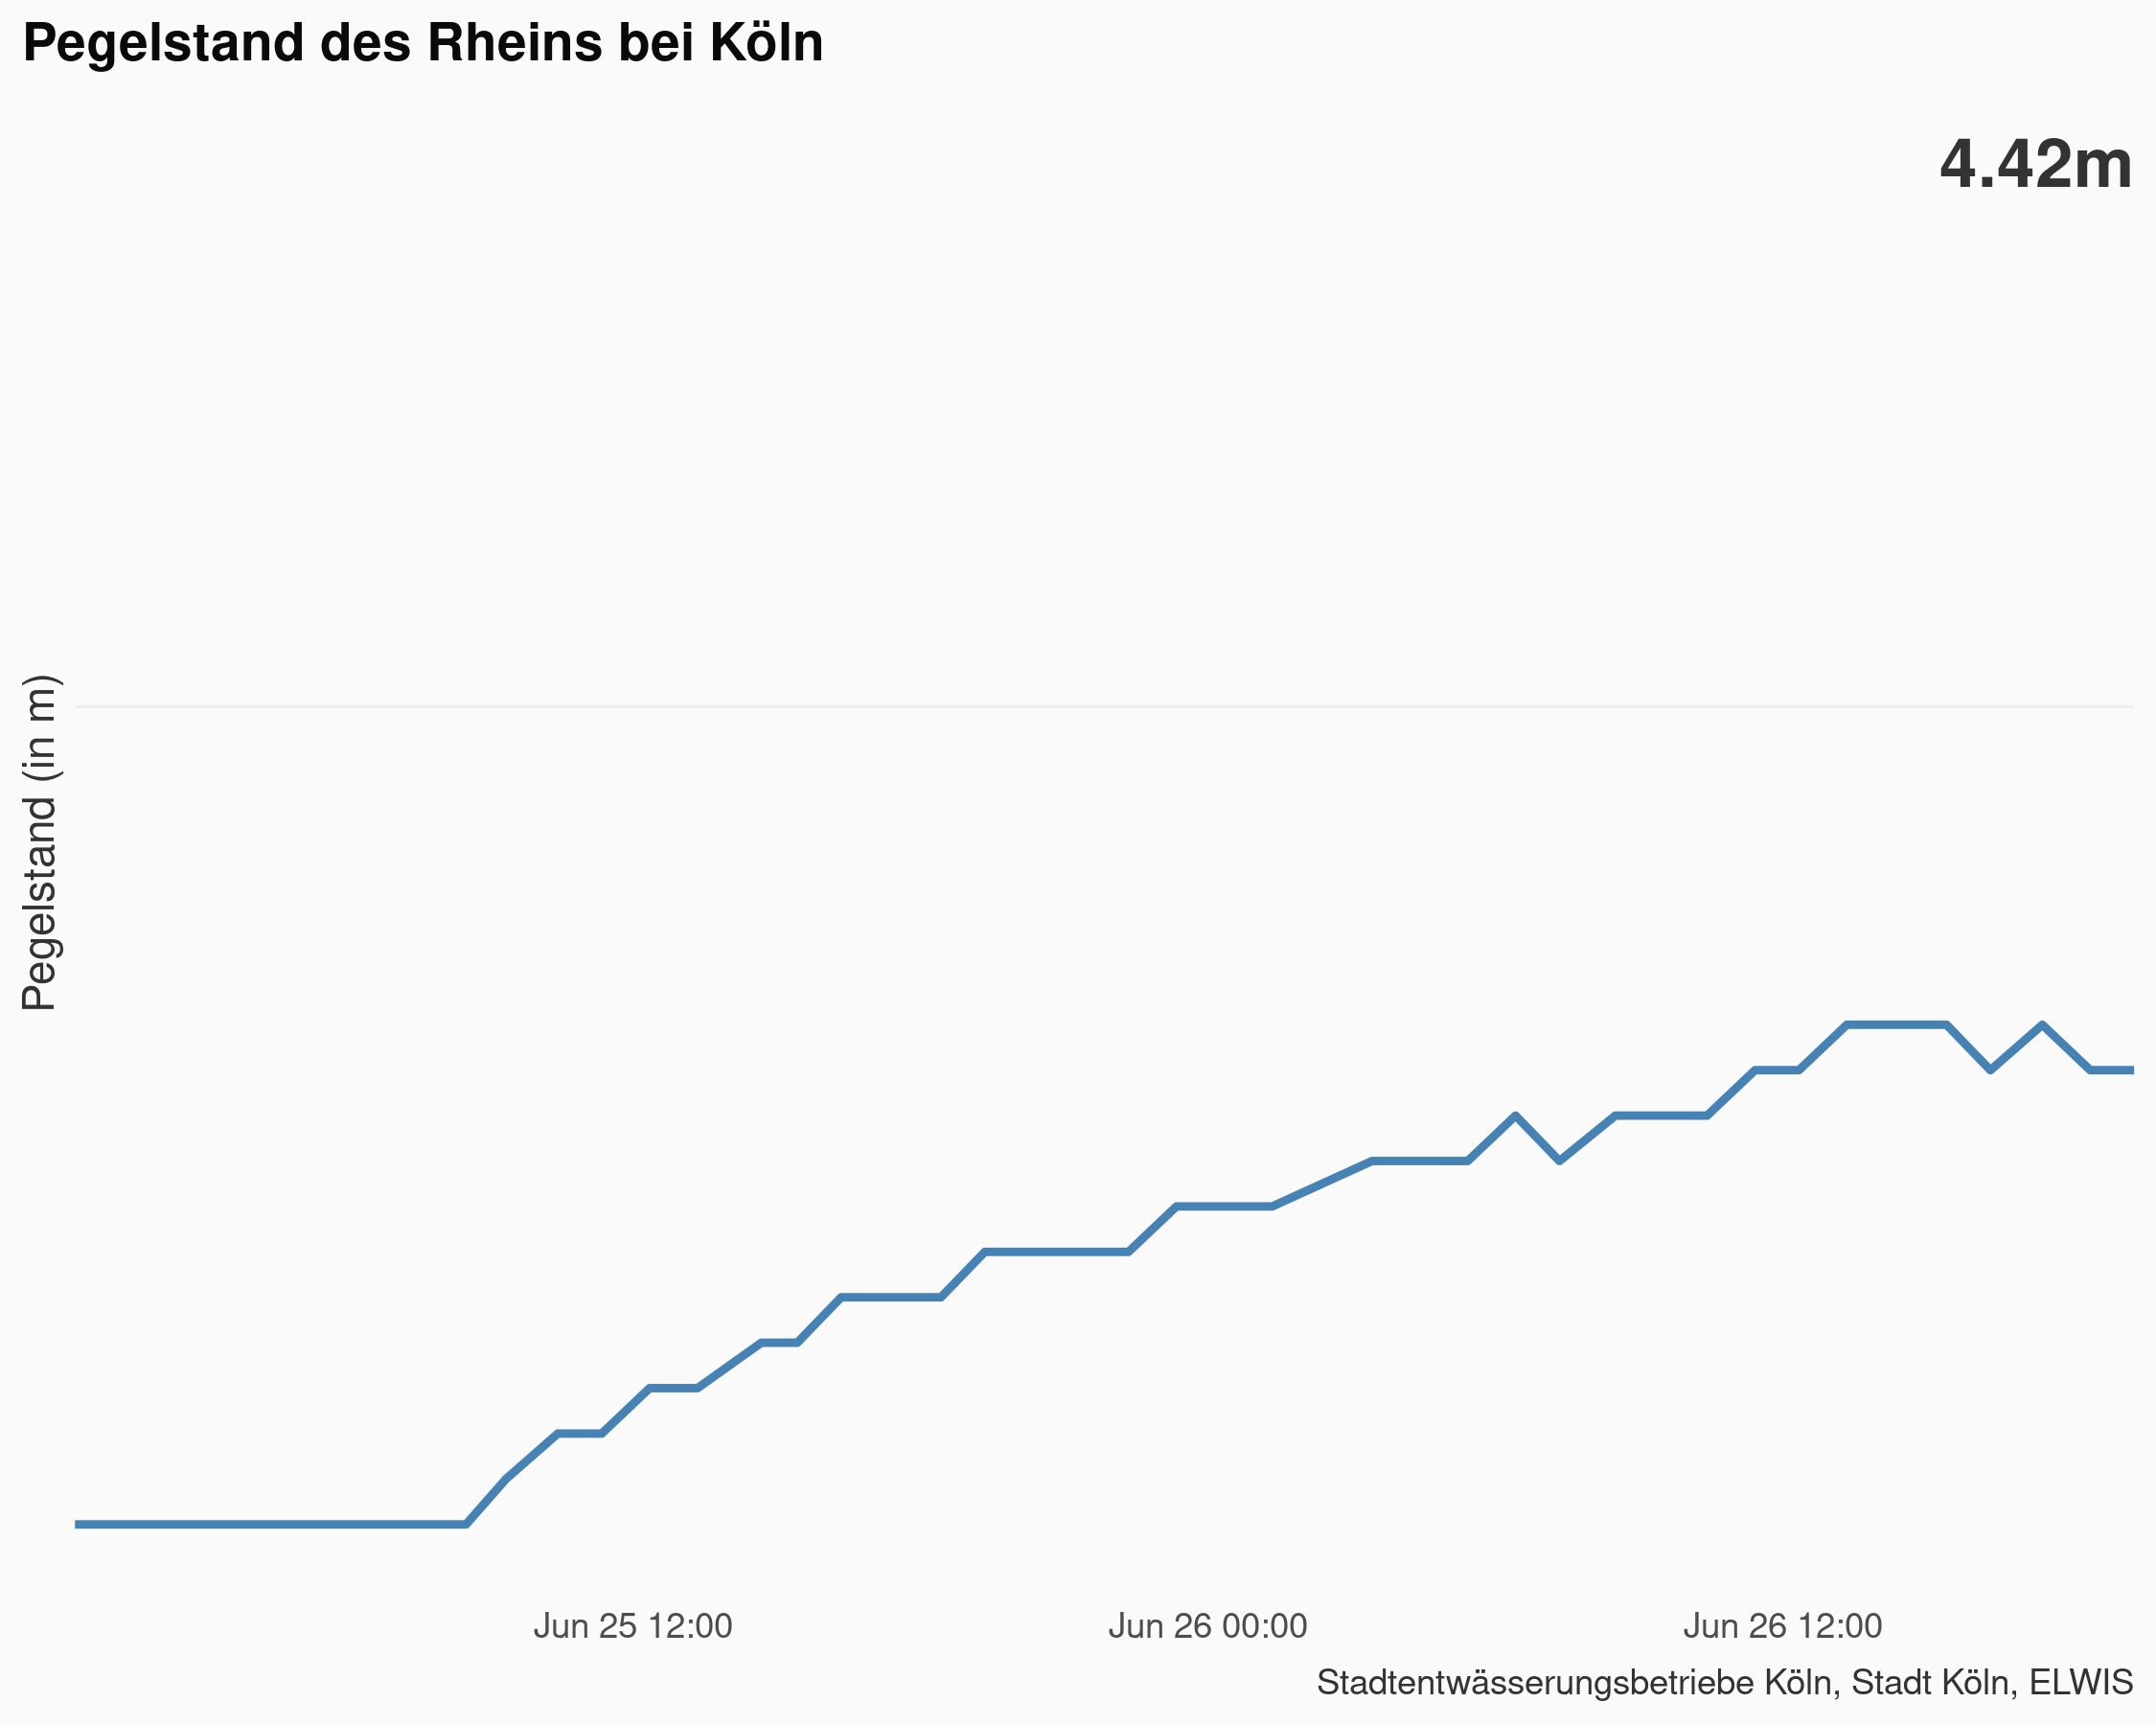 Pegelstand des Rheins bei Köln
4.42m
Pegelstand (in m)
Jun 25 12:00
Jun 26 00:00
Jun 26 12:00
Stadtentwässerungsbetriebe Köln, Stadt Köln, ELWIS